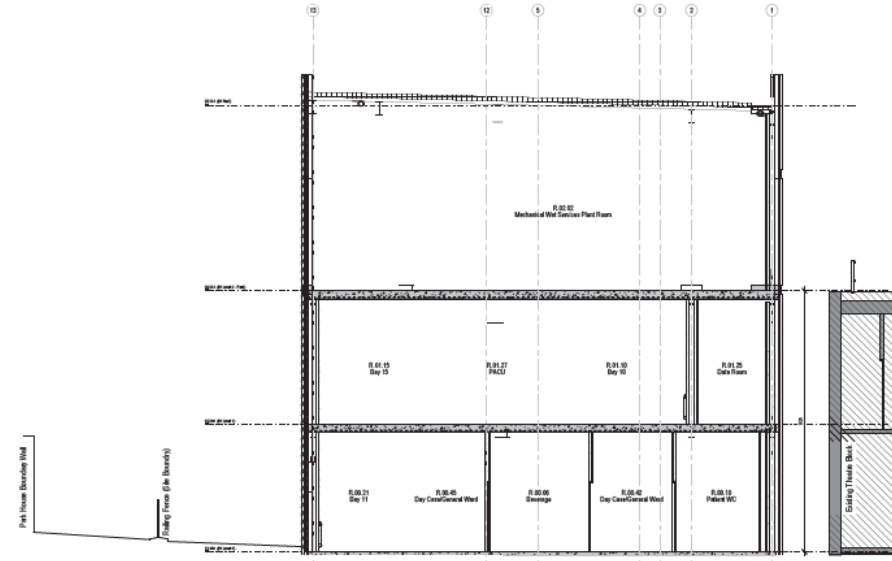 13
12
5
4
3
2
1
R.02.02
Mechanical Wet Services Plant Room
R.01.15
Bay 15
R.01.27
PACU
R.01.10
Bay 10
R.01.25
Data Room
R.00.21
Bay 11
R.00.45
Day Case/General Ward
R.00.06
Beverage
R.00.42
Day Case/General Ward
R.00.18
Patient WC
Park House Boundary Wall
Railing Fence (Site Boundry)
Existing Theatre Block